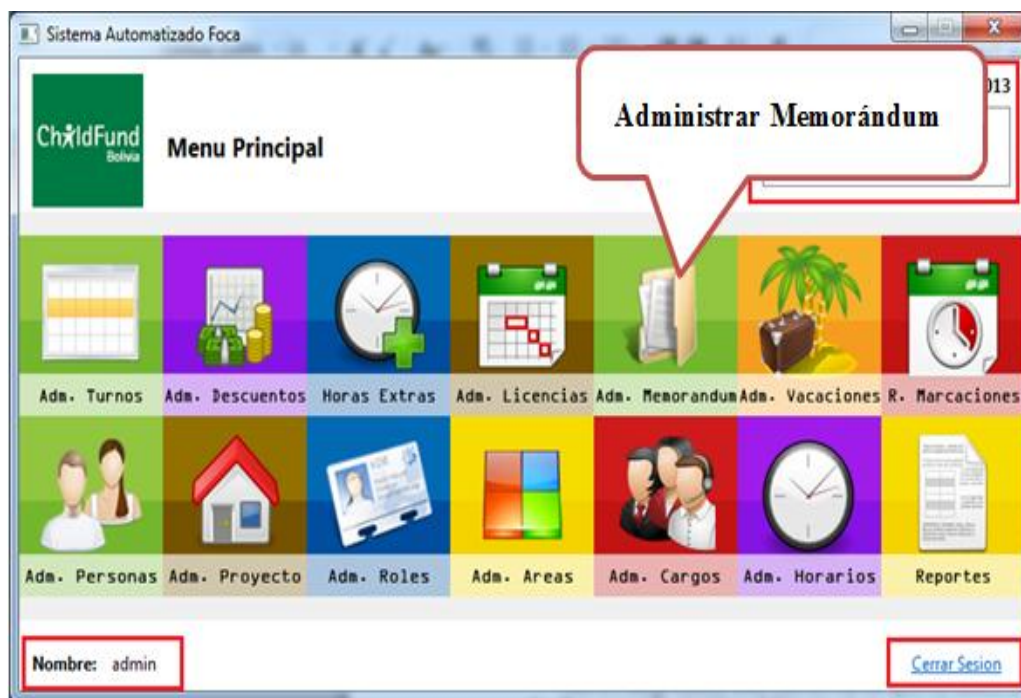 Sistema Automatizado Foca
013
Administrar Memorándum
ChildFund
Bolivia
Menu Principal
Adm. Turnos
Adm. Descuentos
Horas Extras
Adm. Licencias
Adm. Memorandum
Adm. Vacaciones
R. Marcaciones
Adm. Personas
Adm. Proyecto
Adm. Roles
Adm. Areas
Adm. Cargos
Adm. Horarios
Reportes
Nombre: admin
Cerrar Sesion